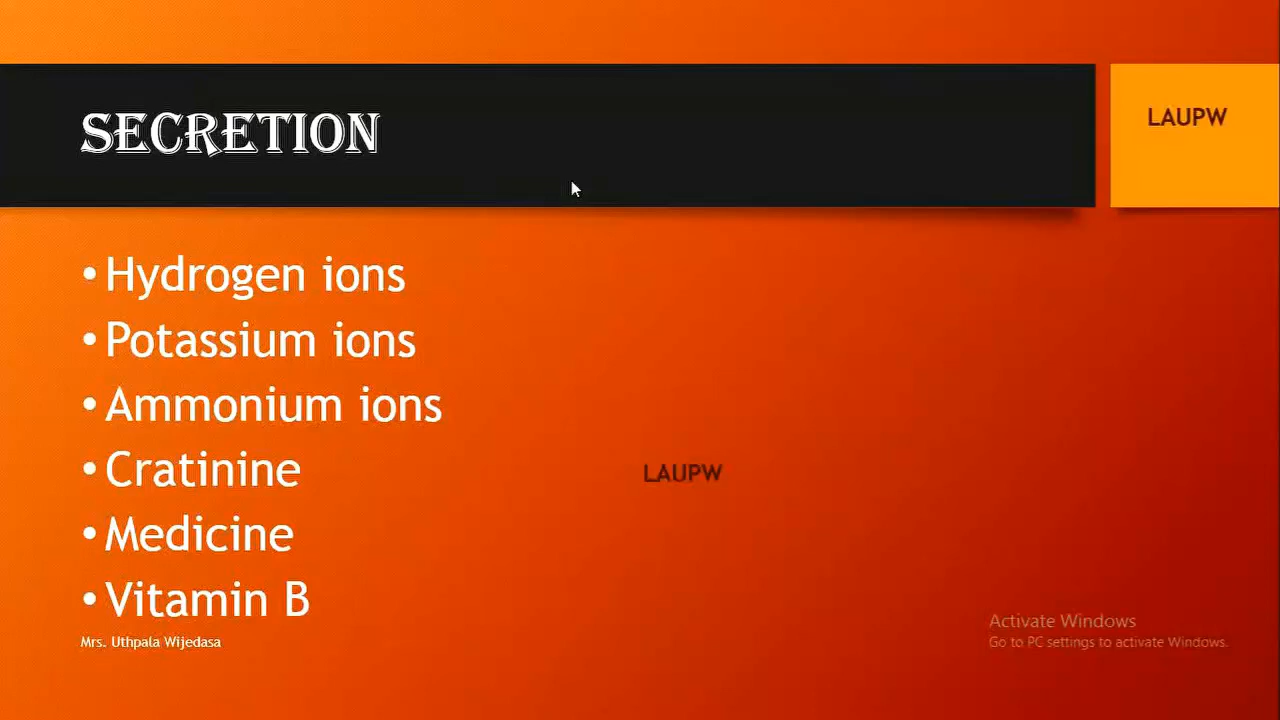 SECRETION
LAUPW
• Hydrogen ions
• Potassium ions
• Ammonium ions
• Cratinine
LAUPW
• Medicine
• Vitamin B
Mrs. Uthpala Wijedasa
Activate Windows
Go to PC settings to activate Windows.